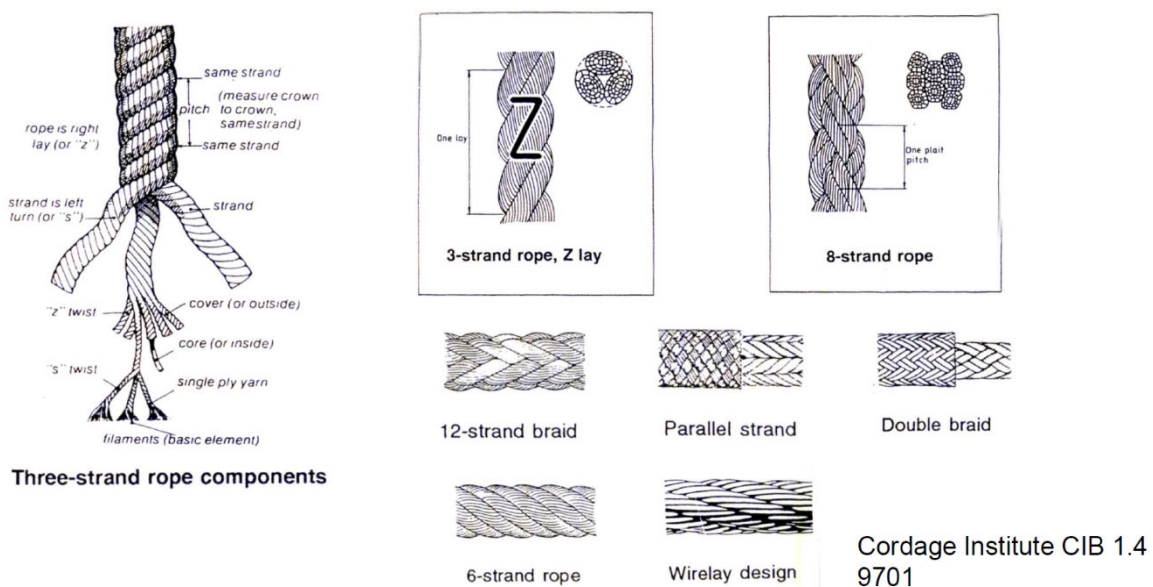 same strand
(measure crown
to crown,
same strand)
pitch
same strand
rope is right
lay (or "z")
strand is left
turn (or "s")
strand
"z" twist
cover (or outside)
core (or inside)
"s" twist
single ply yarn
filaments (basic element)
Three-strand rope components
One lay
Z
3-strand rope, Z lay
One plait
pitch
8-strand rope
12-strand braid
Parallel strand
Double braid
6-strand rope
Wirelay design
Cordage Institute CIB 1.4
9701